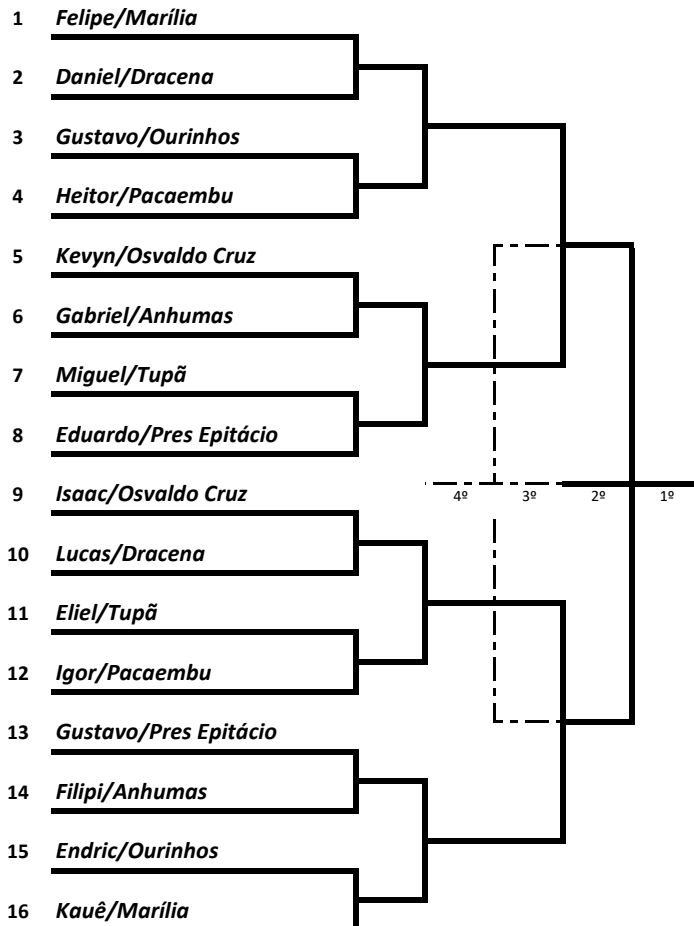 1 Felipe/Marília
2 Daniel/Dracena
3 Gustavo/Ourinhos
4 Heitor/Pacaembu
5 Kevyn/Osvaldo Cruz
6 Gabriel/Anhumas
7 Miguel/Tupã
8 Eduardo/Pres Epitácio
9 Isaac/Osvaldo Cruz
4º 3º 2º 1º
10 Lucas/Dracena
11 Eliel/Tupã
12 Igor/Pacaembu
13 Gustavo/Pres Epitácio
14 Filipi/Anhumas
15 Endric/Ourinhos
16 Kauê/Marília